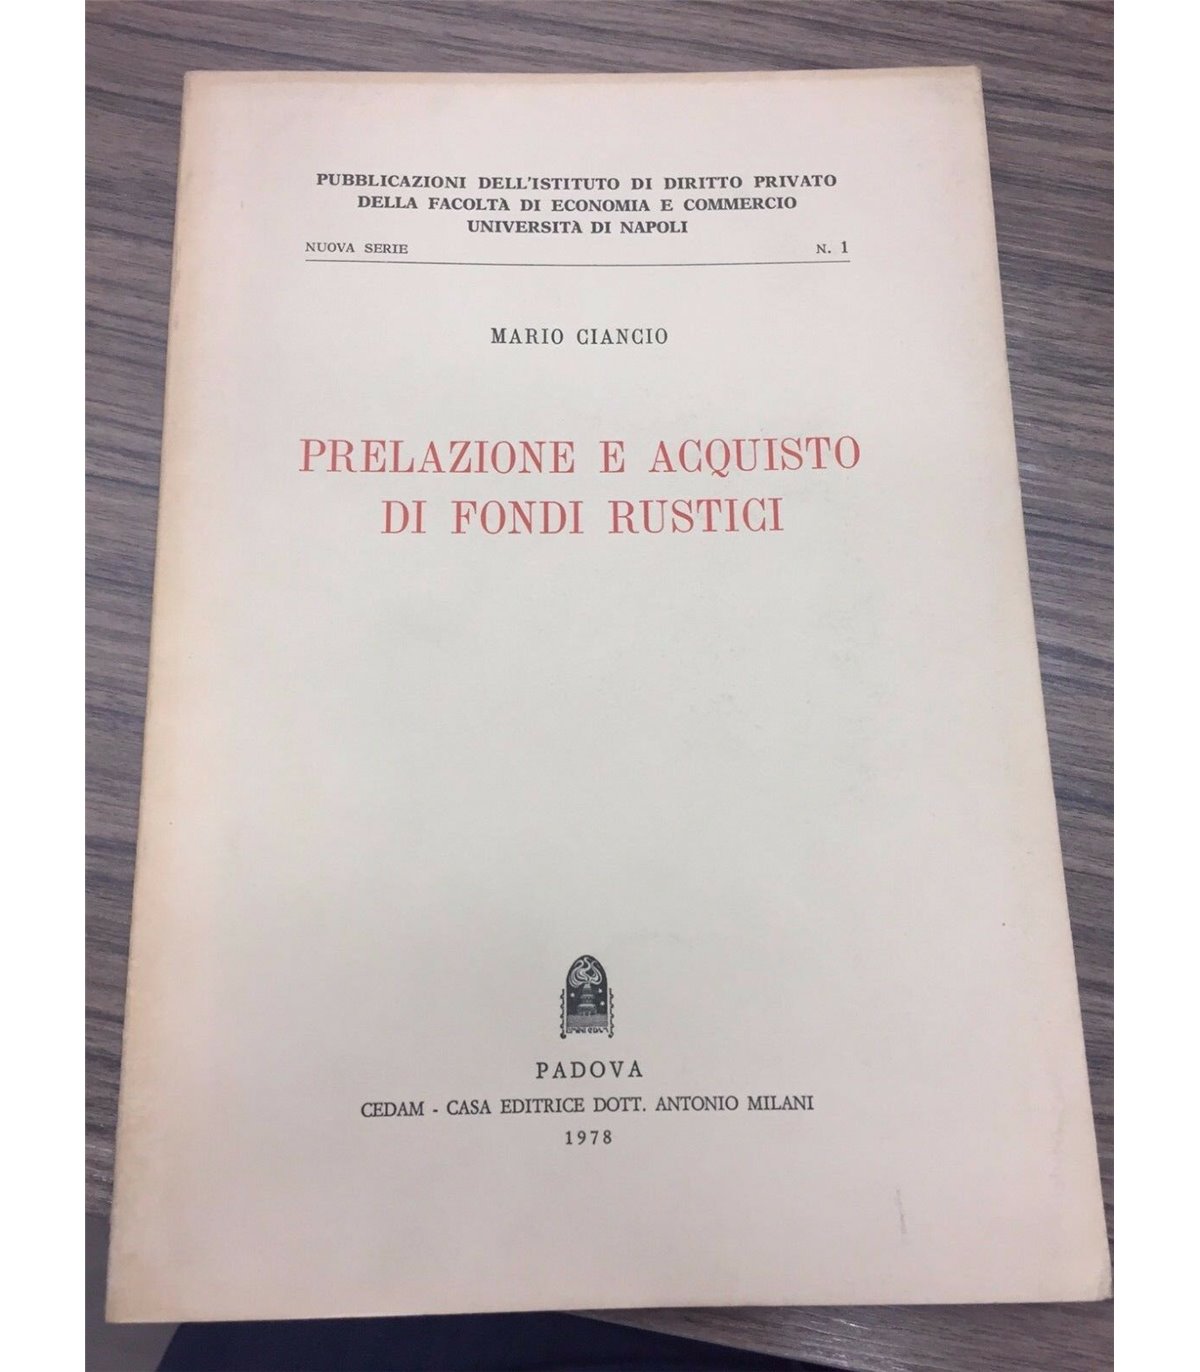 PUBBLICAZIONI DELL'ISTITUTO DI DIRITTO PRIVATO
DELLA FACOLTÀ DI ECONOMIA E COMMERCIO
UNIVERSITÀ DI NAPOLI
NUOVA SERIE N. 1
MARIO CIANCIO
PRELAZIONE E ACQUISTO
DI FONDI RUSTICI
PADOVA
CEDAM - CASA EDITRICE DOTT. ANTONIO MILANI
1978